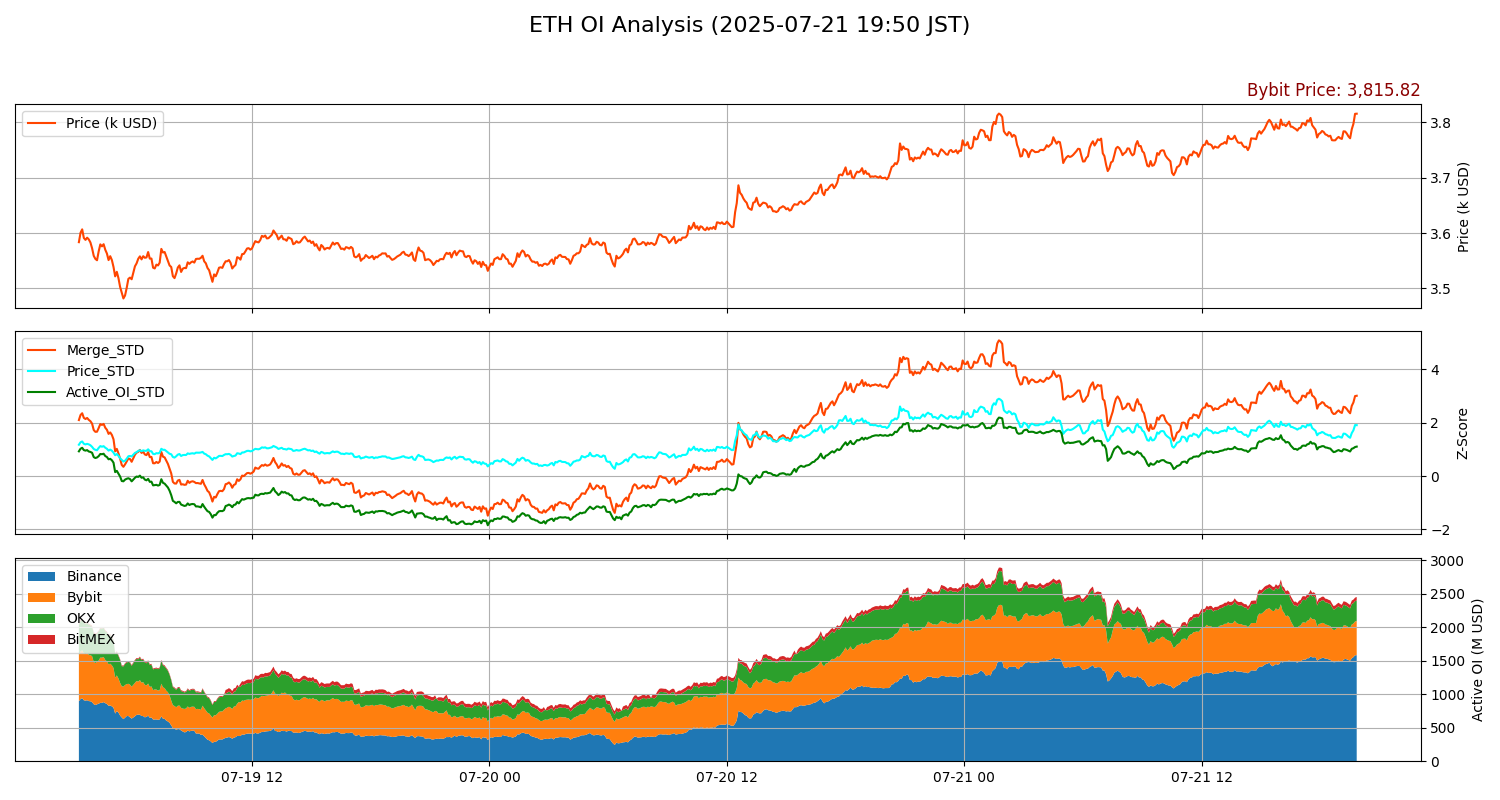 ETH OI Analysis (2025-07-21 19:50 JST)
Bybit Price: 3,815.82
Price (k USD)
3.8
3.7
3.6
3.5
Price (k USD)
Merge_STD
Price_STD
Active_OI_STD
4
2
0
−2
Z-Score
Binance
Bybit
OKX
BitMEX
3000
2500
2000
1500
1000
500
0
Active OI (M USD)
07-19 12
07-20 00
07-20 12
07-21 00
07-21 12